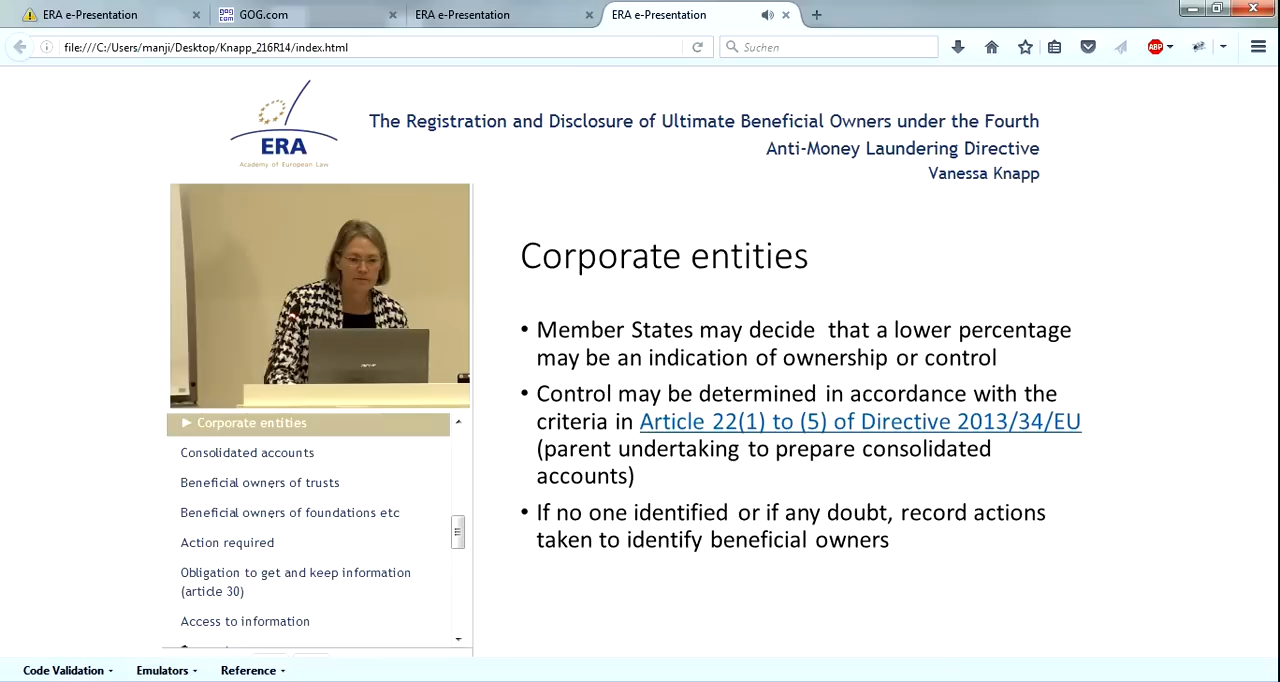 ERA e-Presentation
GOG.com
ERA e-Presentation
ERA e-Presentation
file:///C:/Users/manji/Desktop/Knapp_216R14/index.html
Suchen
ABP
ERA
Academy of European Law
The Registration and Disclosure of Ultimate Beneficial Owners under the Fourth
Anti-Money Laundering Directive
Vanessa Knapp
Corporate entities
Consolidated accounts
Beneficial owners of trusts
Beneficial owners of foundations etc
Action required
Obligation to get and keep information
(article 30)
Access to information
Corporate entities
• Member States may decide that a lower percentage
may be an indication of ownership or control
• Control may be determined in accordance with the
criteria in Article 22(1) to (5) of Directive 2013/34/EU
(parent undertaking to prepare consolidated
accounts)
• If no one identified or if any doubt, record actions
taken to identify beneficial owners
Code Validation
Emulators
Reference